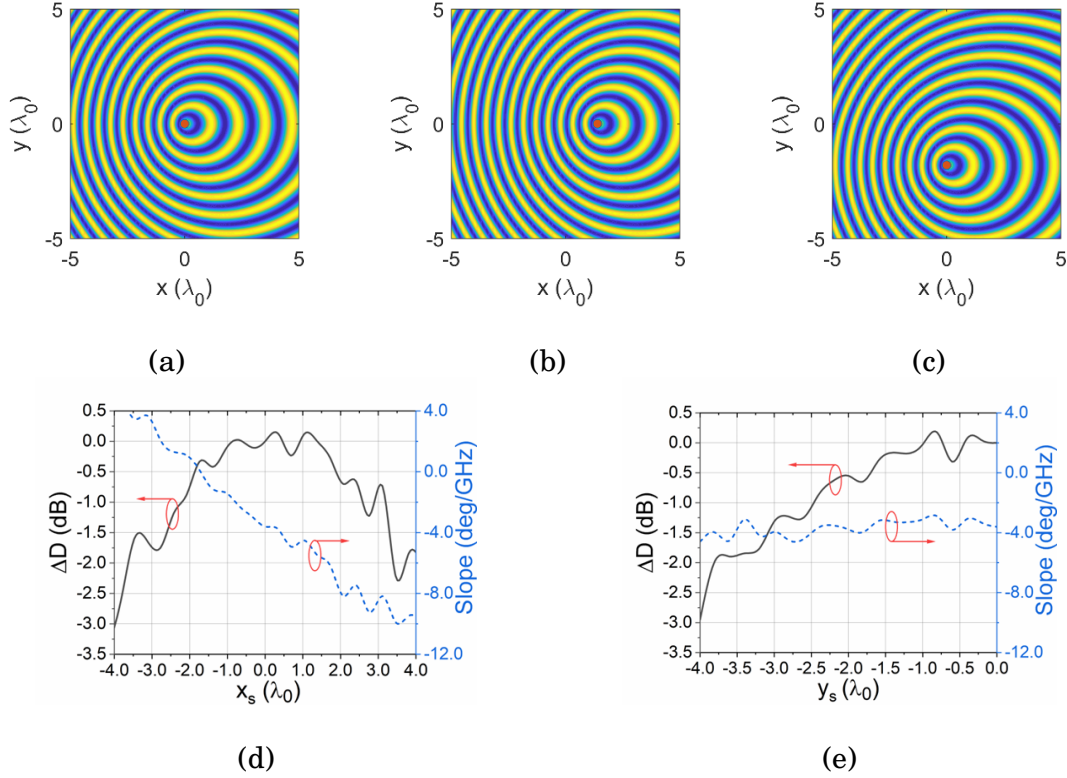 5
0
-5
-5 0 5
y (λ0)
x (λ0)
(a)
5
0
-5
-5 0 5
y (λ0)
x (λ0)
(b)
5
0
-5
-5 0 5
y (λ0)
x (λ0)
(c)
0.5
0.0
-0.5
-1.0
-1.5
-2.0
-2.5
-3.0
-3.5
ΔD (dB)
4.0
0.0
-4.0
-8.0
-12.0
Slope (deg/GHz)
-4.0 -3.0 -2.0 -1.0 0.0 1.0 2.0 3.0 4.0
xs (λ0)
(d)
0.5
0.0
-0.5
-1.0
-1.5
-2.0
-2.5
-3.0
-3.5
ΔD (dB)
4.0
0.0
-4.0
-8.0
-12.0
Slope (deg/GHz)
-4.0 -3.5 -3.0 -2.5 -2.0 -1.5 -1.0 -0.5 0.0
ys (λ0)
(e)